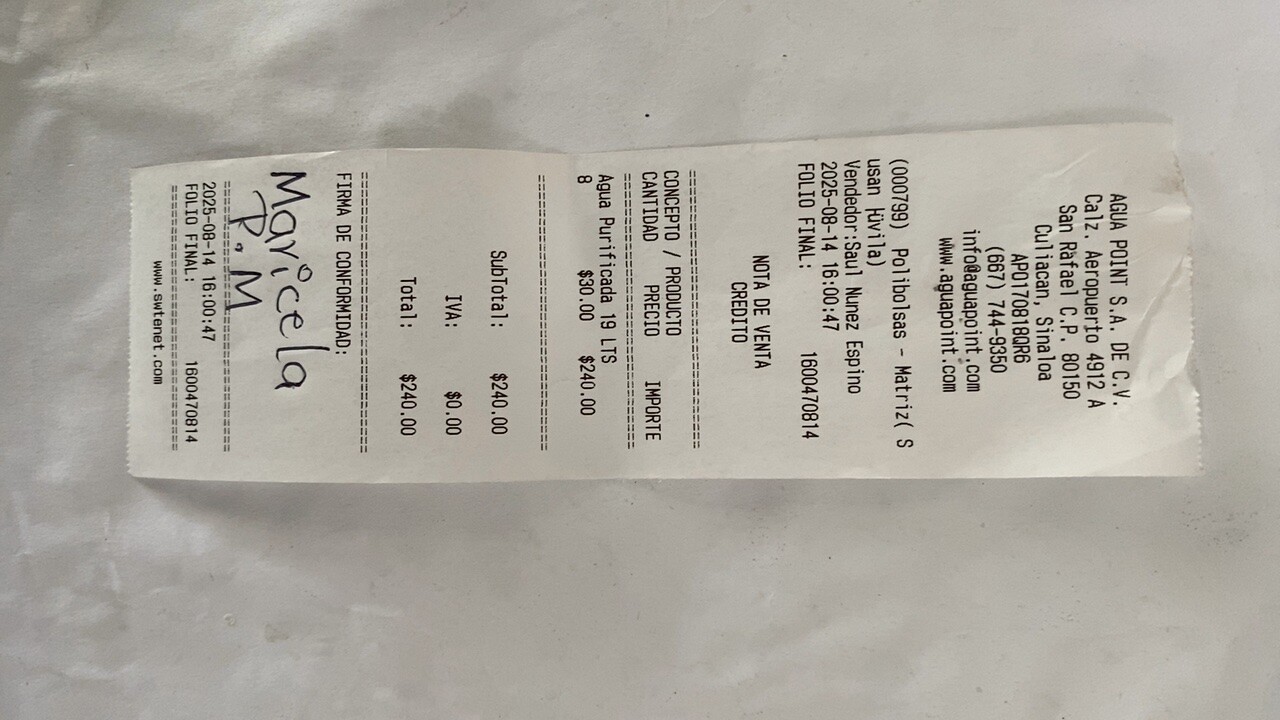 AGUA POINT S.A. DE C.V.
Calz. Aeropuerto 4912 A
San Rafael C.P. 80150
Culiacan, Sinaloa
APO170818QR6
(667) 744-9350
info@aguapoint.com
www.aguapoint.com
(000799) Polibolsas - Matriz( S
usan Húvila)
Vendedor:Saul Nunez Espino
2025-08-14 16:00:47
FOLIO FINAL: 1600470814
NOTA DE VENTA
CREDITO
================================
CONCEPTO / PRODUCTO
CANTIDAD PRECIO IMPORTE
================================
Agua Purificada 19 LTS
8 $30.00 $240.00
================================
SubTotal: $240.00
IVA: $0.00
Total: $240.00
================================
FIRMA DE CONFORMIDAD:
Maricela
P.M
================================
2025-08-14 16:00:47
FOLIO FINAL: 1600470814
================================
www.swtenet.com